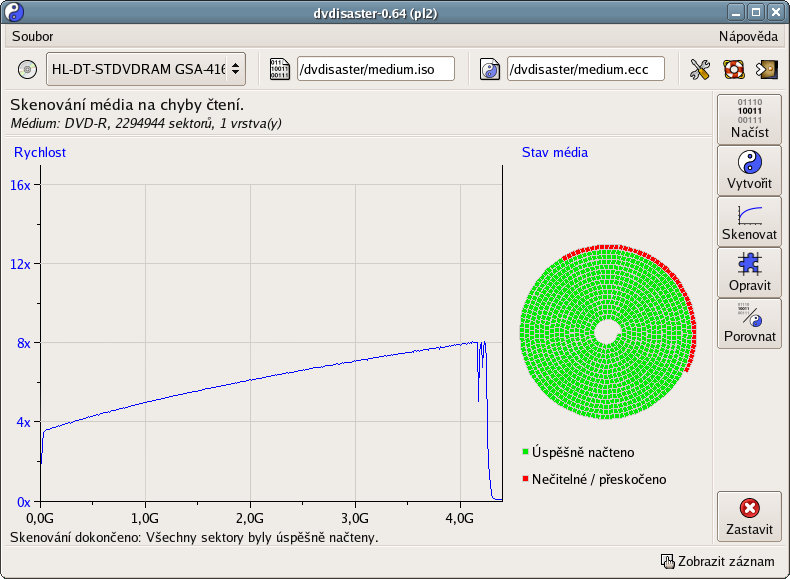 dvdisaster-0.64 (pl2)
Soubor
Nápověda
HL-DT-STDVDRAM GSA-416
/dvdisaster/medium.iso
/dvdisaster/medium.ecc
Skenování média na chyby čtení.
Médium: DVD-R, 2294944 sektorů, 1 vrstva(y)
Rychlost
Stav média
16x
12x
8x
4x
0x
0,0G
1,0G
2,0G
3,0G
4,0G
Úspěšně načteno
Nečitelné / přeskočeno
Skenování dokončeno: Všechny sektory byly úspěšně načteny.
01110
10011
00111
Načíst
Vytvořit
Skenovat
Opravit
Porovnat
Zastavit
Zobrazit záznam